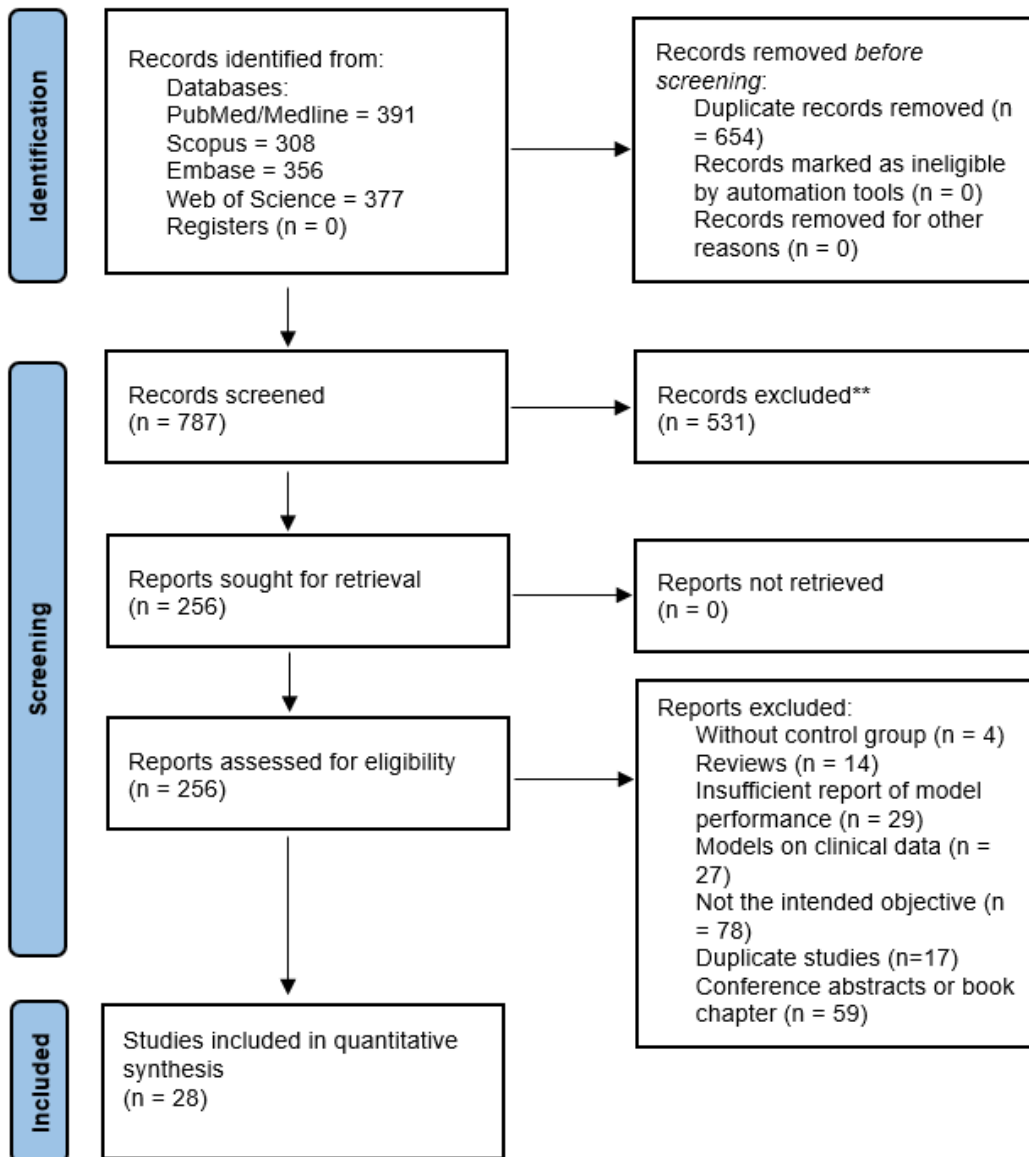 Identification
Records identified from:
Databases:
PubMed/Medline = 391
Scopus = 308
Embase = 356
Web of Science = 377
Registers (n = 0)
Records removed before
screening:
Duplicate records removed (n
= 654)
Records marked as ineligible
by automation tools (n = 0)
Records removed for other
reasons (n = 0)
Screening
Records screened
(n = 787)
Records excluded**
(n = 531)
Reports sought for retrieval
(n = 256)
Reports not retrieved
(n = 0)
Reports assessed for eligibility
(n = 256)
Reports excluded:
Without control group (n = 4)
Reviews (n = 14)
Insufficient report of model
performance (n = 29)
Models on clinical data (n =
27)
Not the intended objective (n
= 78)
Duplicate studies (n=17)
Conference abstracts or book
chapter (n = 59)
Included
Studies included in quantitative
synthesis
(n = 28)